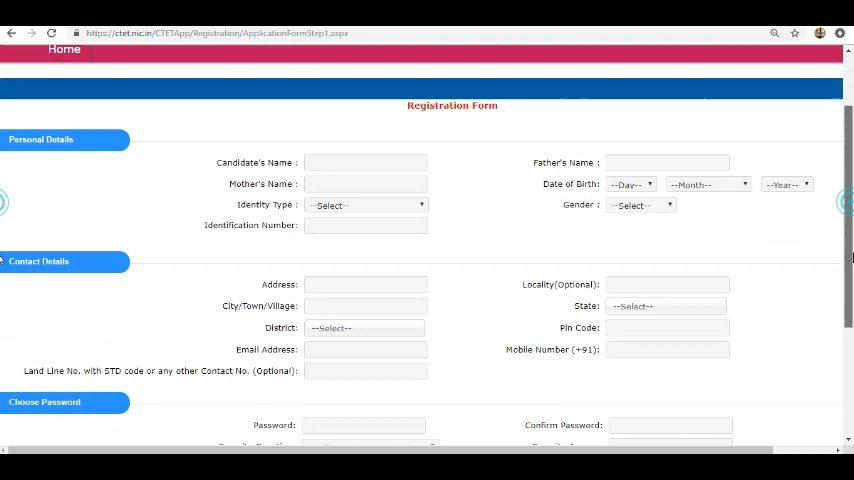 https://ctet.nic.in/CTETApp/Registration/ApplicationFormStep1.aspx
Home
Registration Form
Personal Details
Candidate's Name :
Father's Name :
Mother's Name :
Date of Birth: --Day-- --Month-- --Year--
Identity Type : --Select--
Gender : --Select--
Identification Number:
Contact Details
Address:
Locality(Optional):
City/Town/Village:
State: --Select--
District: --Select--
Pin Code:
Email Address:
Mobile Number (+91):
Land Line No. with STD code or any other Contact No. (Optional):
Choose Password
Password:
Confirm Password: